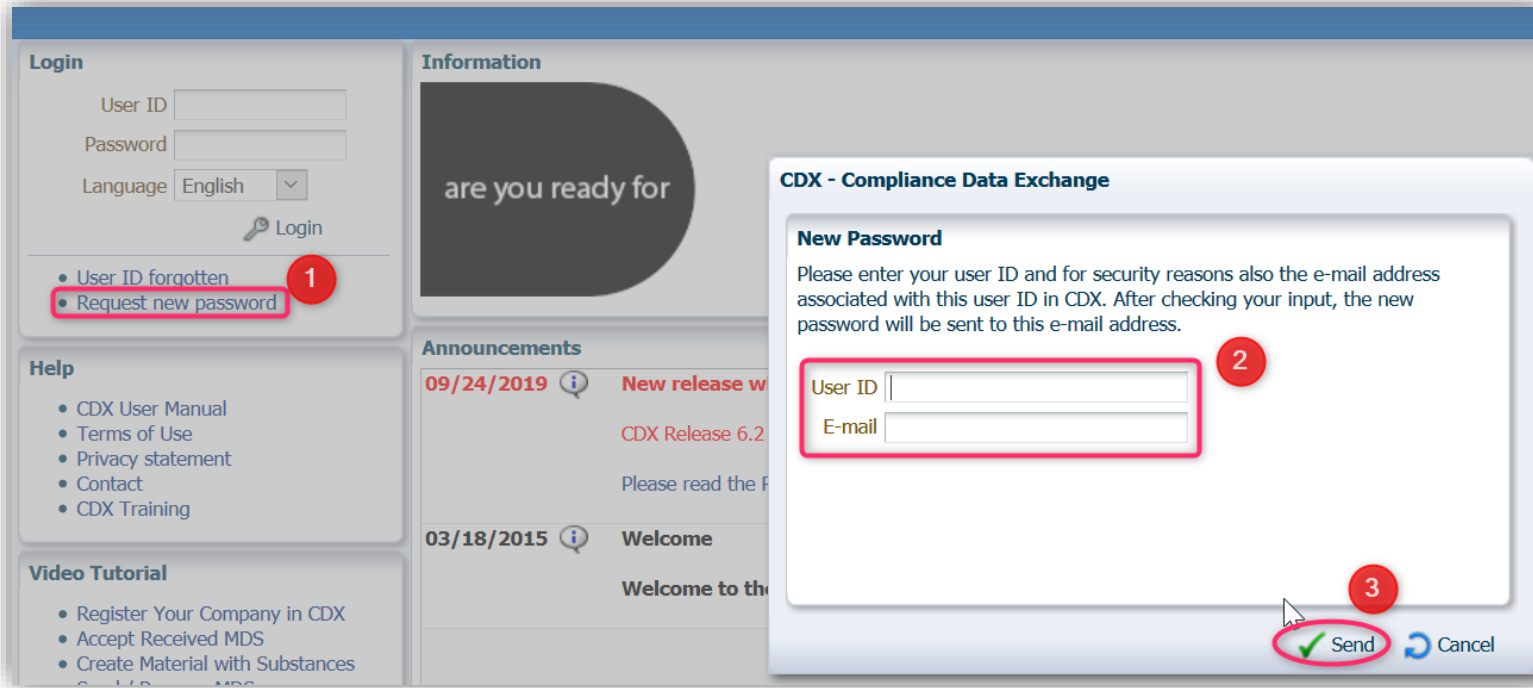 Login
User ID
Password
Language English
Login
User ID forgotten
Request new password
1
Help
CDX User Manual
Terms of Use
Privacy statement
Contact
CDX Training
Video Tutorial
Register Your Company in CDX
Accept Received MDS
Create Material with Substances
Information
are you ready for
Announcements
09/24/2019 New release
CDX Release 6.2
Please read the
03/18/2015 Welcome
Welcome to
CDX - Compliance Data Exchange
New Password
Please enter your user ID and for security reasons also the e-mail address
associated with this user ID in CDX. After checking your input, the new
password will be sent to this e-mail address.
2
User ID
E-mail
3
Send Cancel